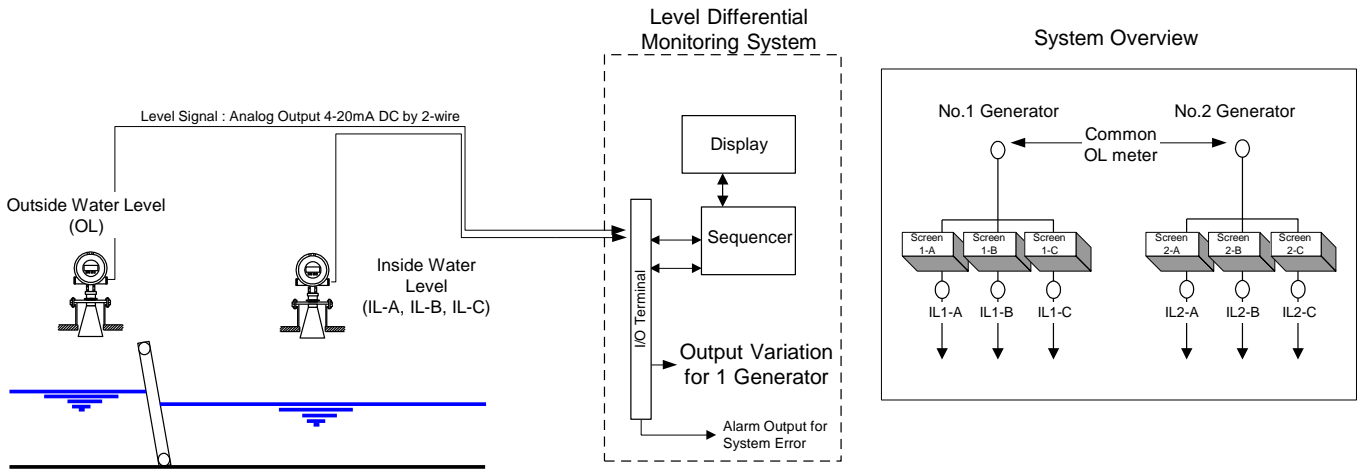 Level Differential
Monitoring System
System Overview
Level Signal : Analog Output 4-20mA DC by 2-wire
Outside Water Level
(OL)
Inside Water
Level
(IL-A, IL-B, IL-C)
Display
Sequencer
I/O Terminal
Output Variation
for 1 Generator
Alarm Output for
System Error
No.1 Generator
No.2 Generator
Common
OL meter
Screen
1-A
Screen
1-B
Screen
1-C
Screen
2-A
Screen
2-B
Screen
2-C
IL1-A
IL1-B
IL1-C
IL2-A
IL2-B
IL2-C